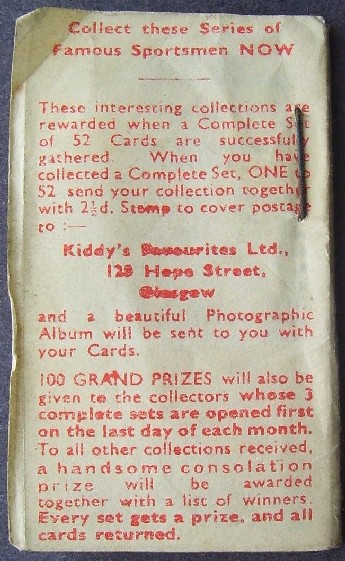 Collect these Series of
Famous Sportsmen NOW
These interesting collections are
rewarded when a Complete Set
of 52 Cards are successfully
gathered. When you have
collected a Complete Set, ONE to
52 send your collection together
with 2½d. Stamp to cover postage
to :—
Kiddy's Favourites Ltd.,
128 Hope Street,
Glasgow
and a beautiful Photographic
Album will be sent to you with
your Cards.
100 GRAND PRIZES will also be
given to the collectors whose 3
complete sets are opened first
on the last day of each month.
To all other collections received,
a handsome consolation
prize will be awarded
together with a list of winners.
Every set gets a prize, and all
cards returned.